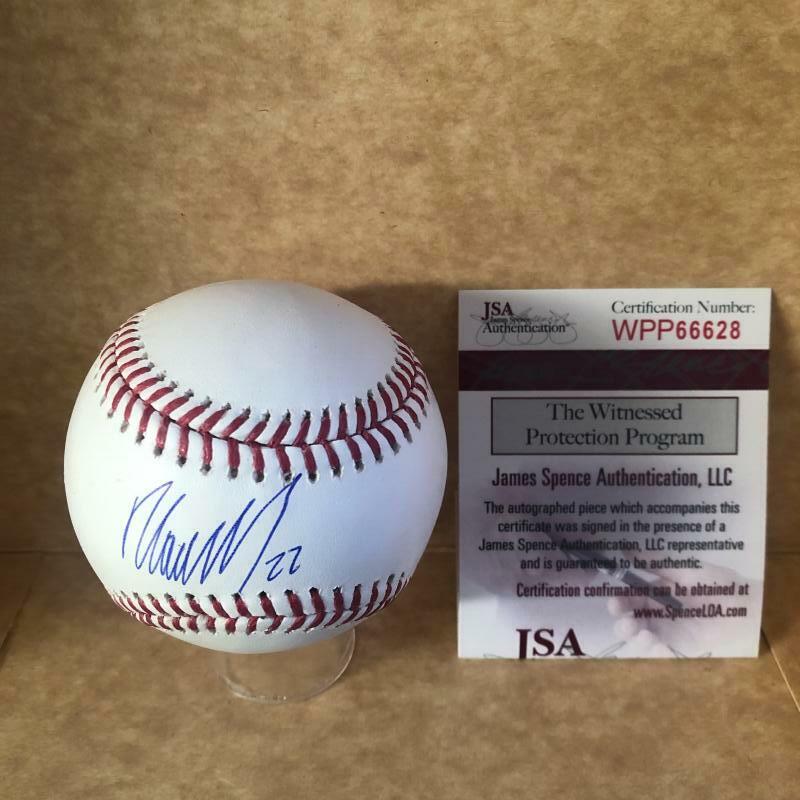 22
JSA
James Spence
Authentication
Certification Number:
WPP66628
The Witnessed
Protection Program
James Spence Authentication, LLC
The autographed piece which accompanies this
certificate was signed in the presence of a
James Spence Authentication, LLC representative
and is guaranteed to be authentic.
Certification confirmation can be obtained at
www.SpenceLOA.com
JSA